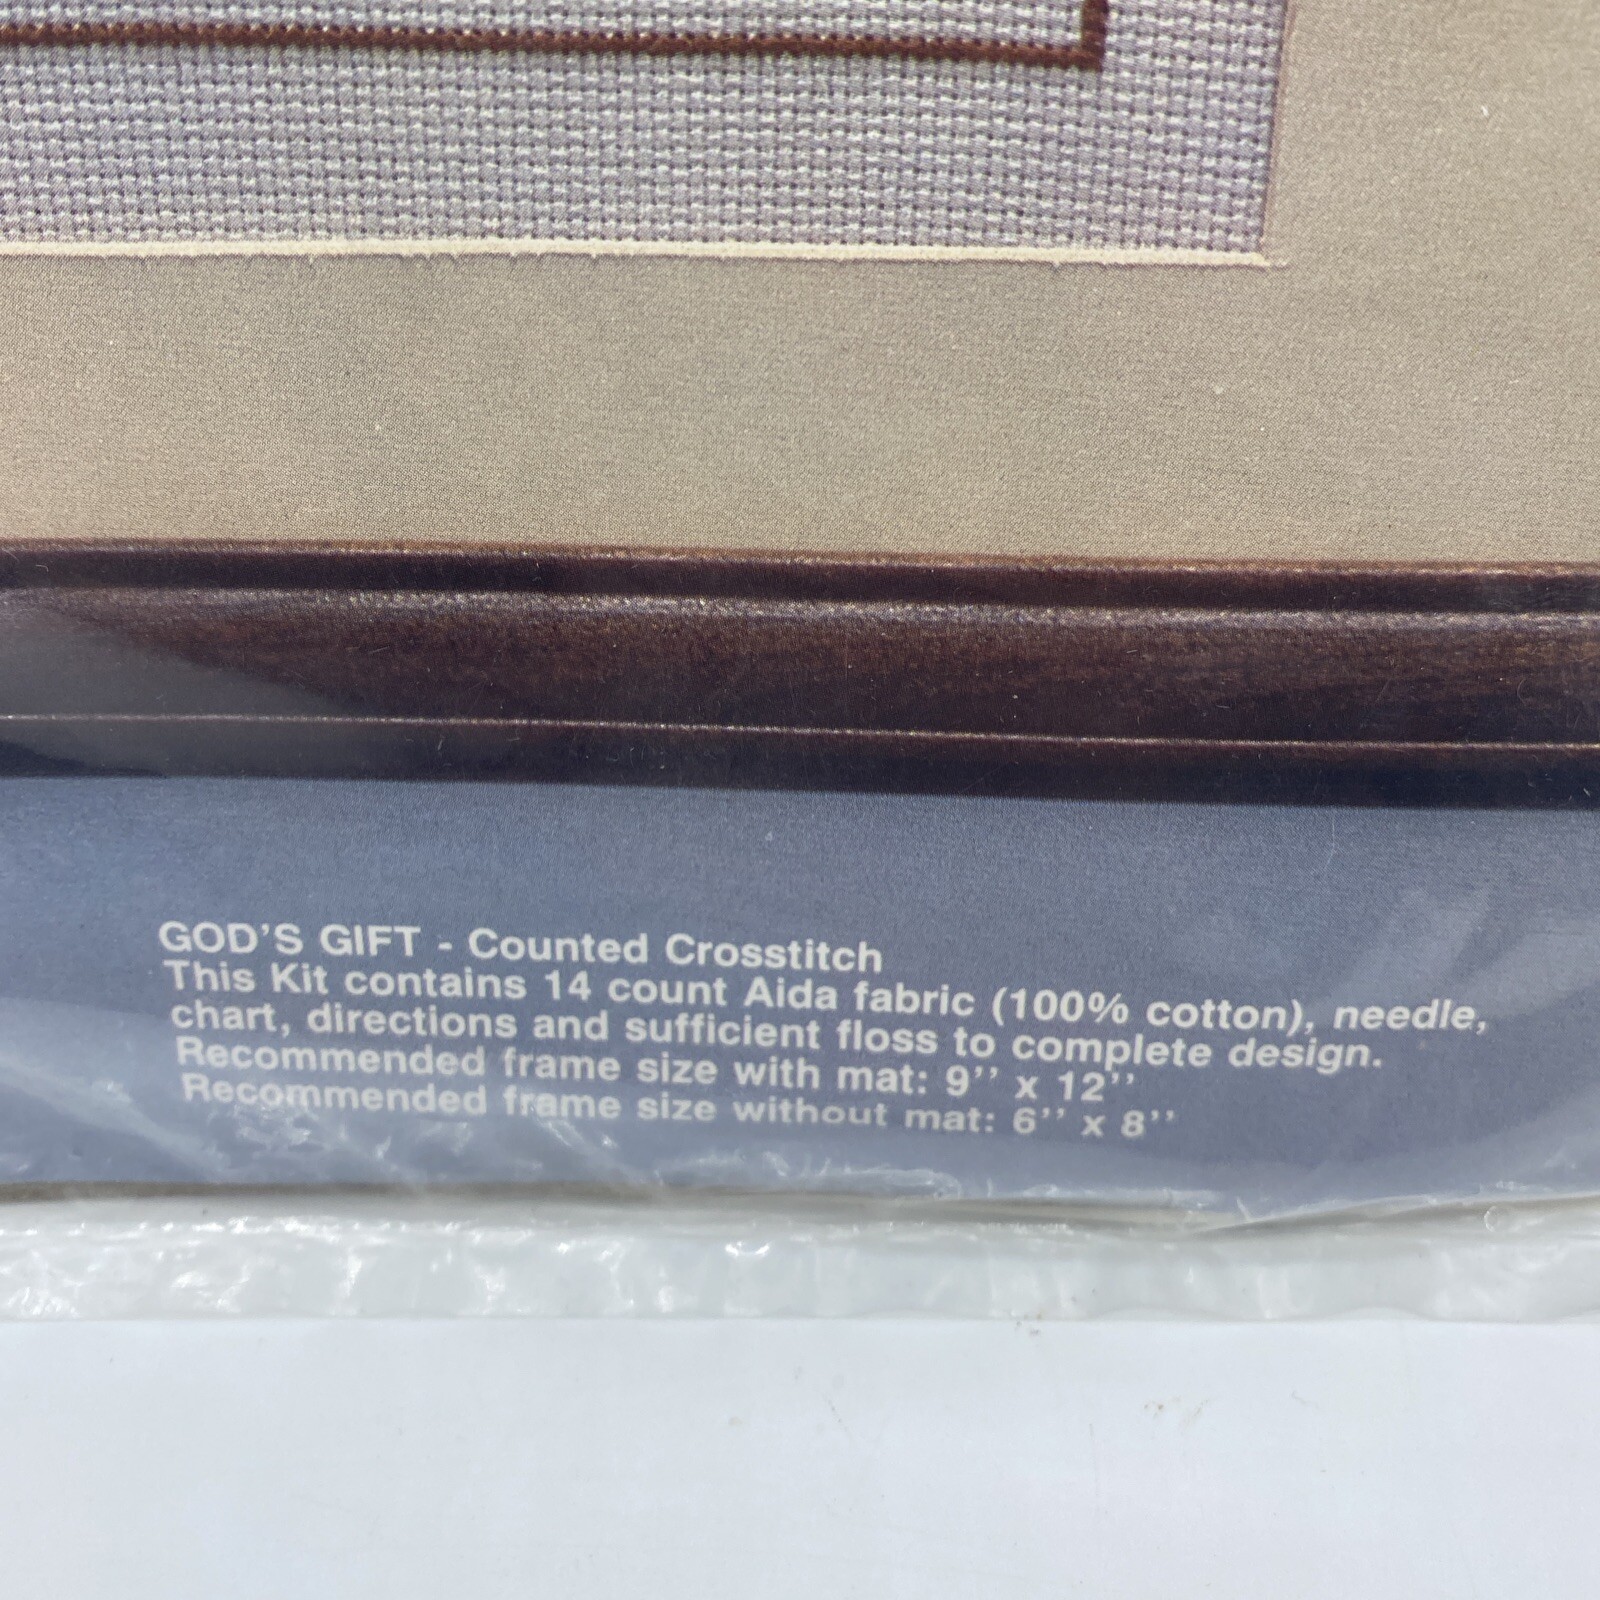 GOD'S GIFT - Counted Crosstitch
This Kit contains 14 count Aida fabric (100% cotton), needle,
chart, directions and sufficient floss to complete design.
Recommended frame size with mat: 9'' x 12''
Recommended frame size without mat: 6'' x 8''